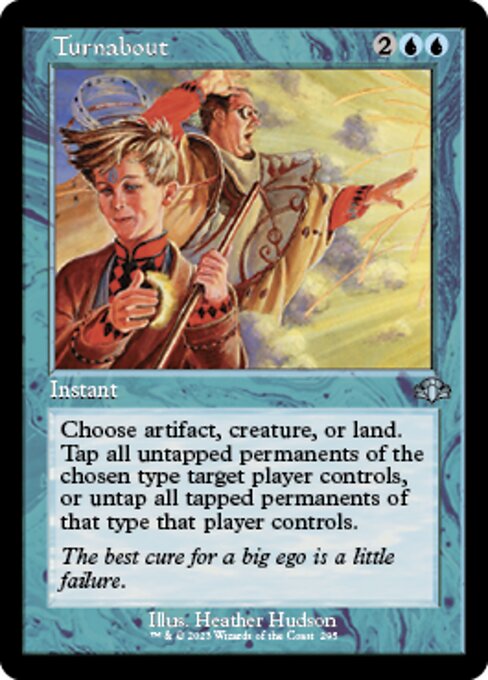 Turnabout 2
Instant
Choose artifact, creature, or land.
Tap all untapped permanents of the
chosen type target player controls,
or untap all tapped permanents of
that type that player controls.
The best cure for a big ego is a little
failure.
Illus. Heather Hudson
™ & © 2023 Wizards of the Coast 295